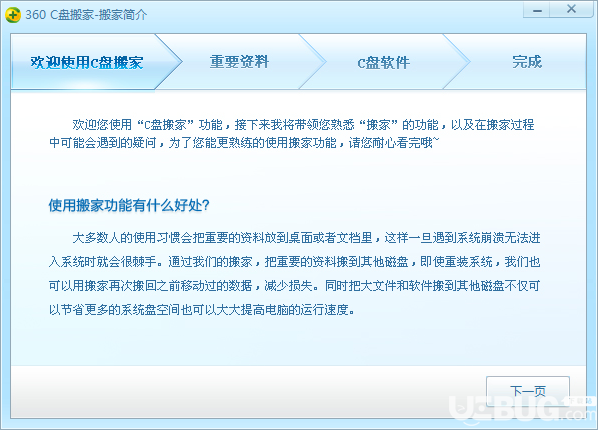 360 C盘搬家-搬家简介
欢迎使用C盘搬家
重要资料
C盘软件
完成
欢迎您使用“C盘搬家”功能，接下来我将带领您熟悉“搬家”的功能，以及在搬家过程
中可能会遇到的疑问，为了您能更熟练的使用搬家功能，请您耐心看完哦~
使用搬家功能有什么好处?
大多数人的使用习惯会把重要的资料放到桌面或者文档里，这样一旦遇到系统崩溃无法进
入系统时就会很棘手。通过我们的搬家，把重要的资料搬到其他磁盘，即使重装系统，我们也
可以用搬家再次搬回之前移动过的数据，减少损失。同时把大文件和软件搬到其他磁盘不仅可
以节省更多的系统盘空间也可以大大提高电脑的运行速度。
下一页